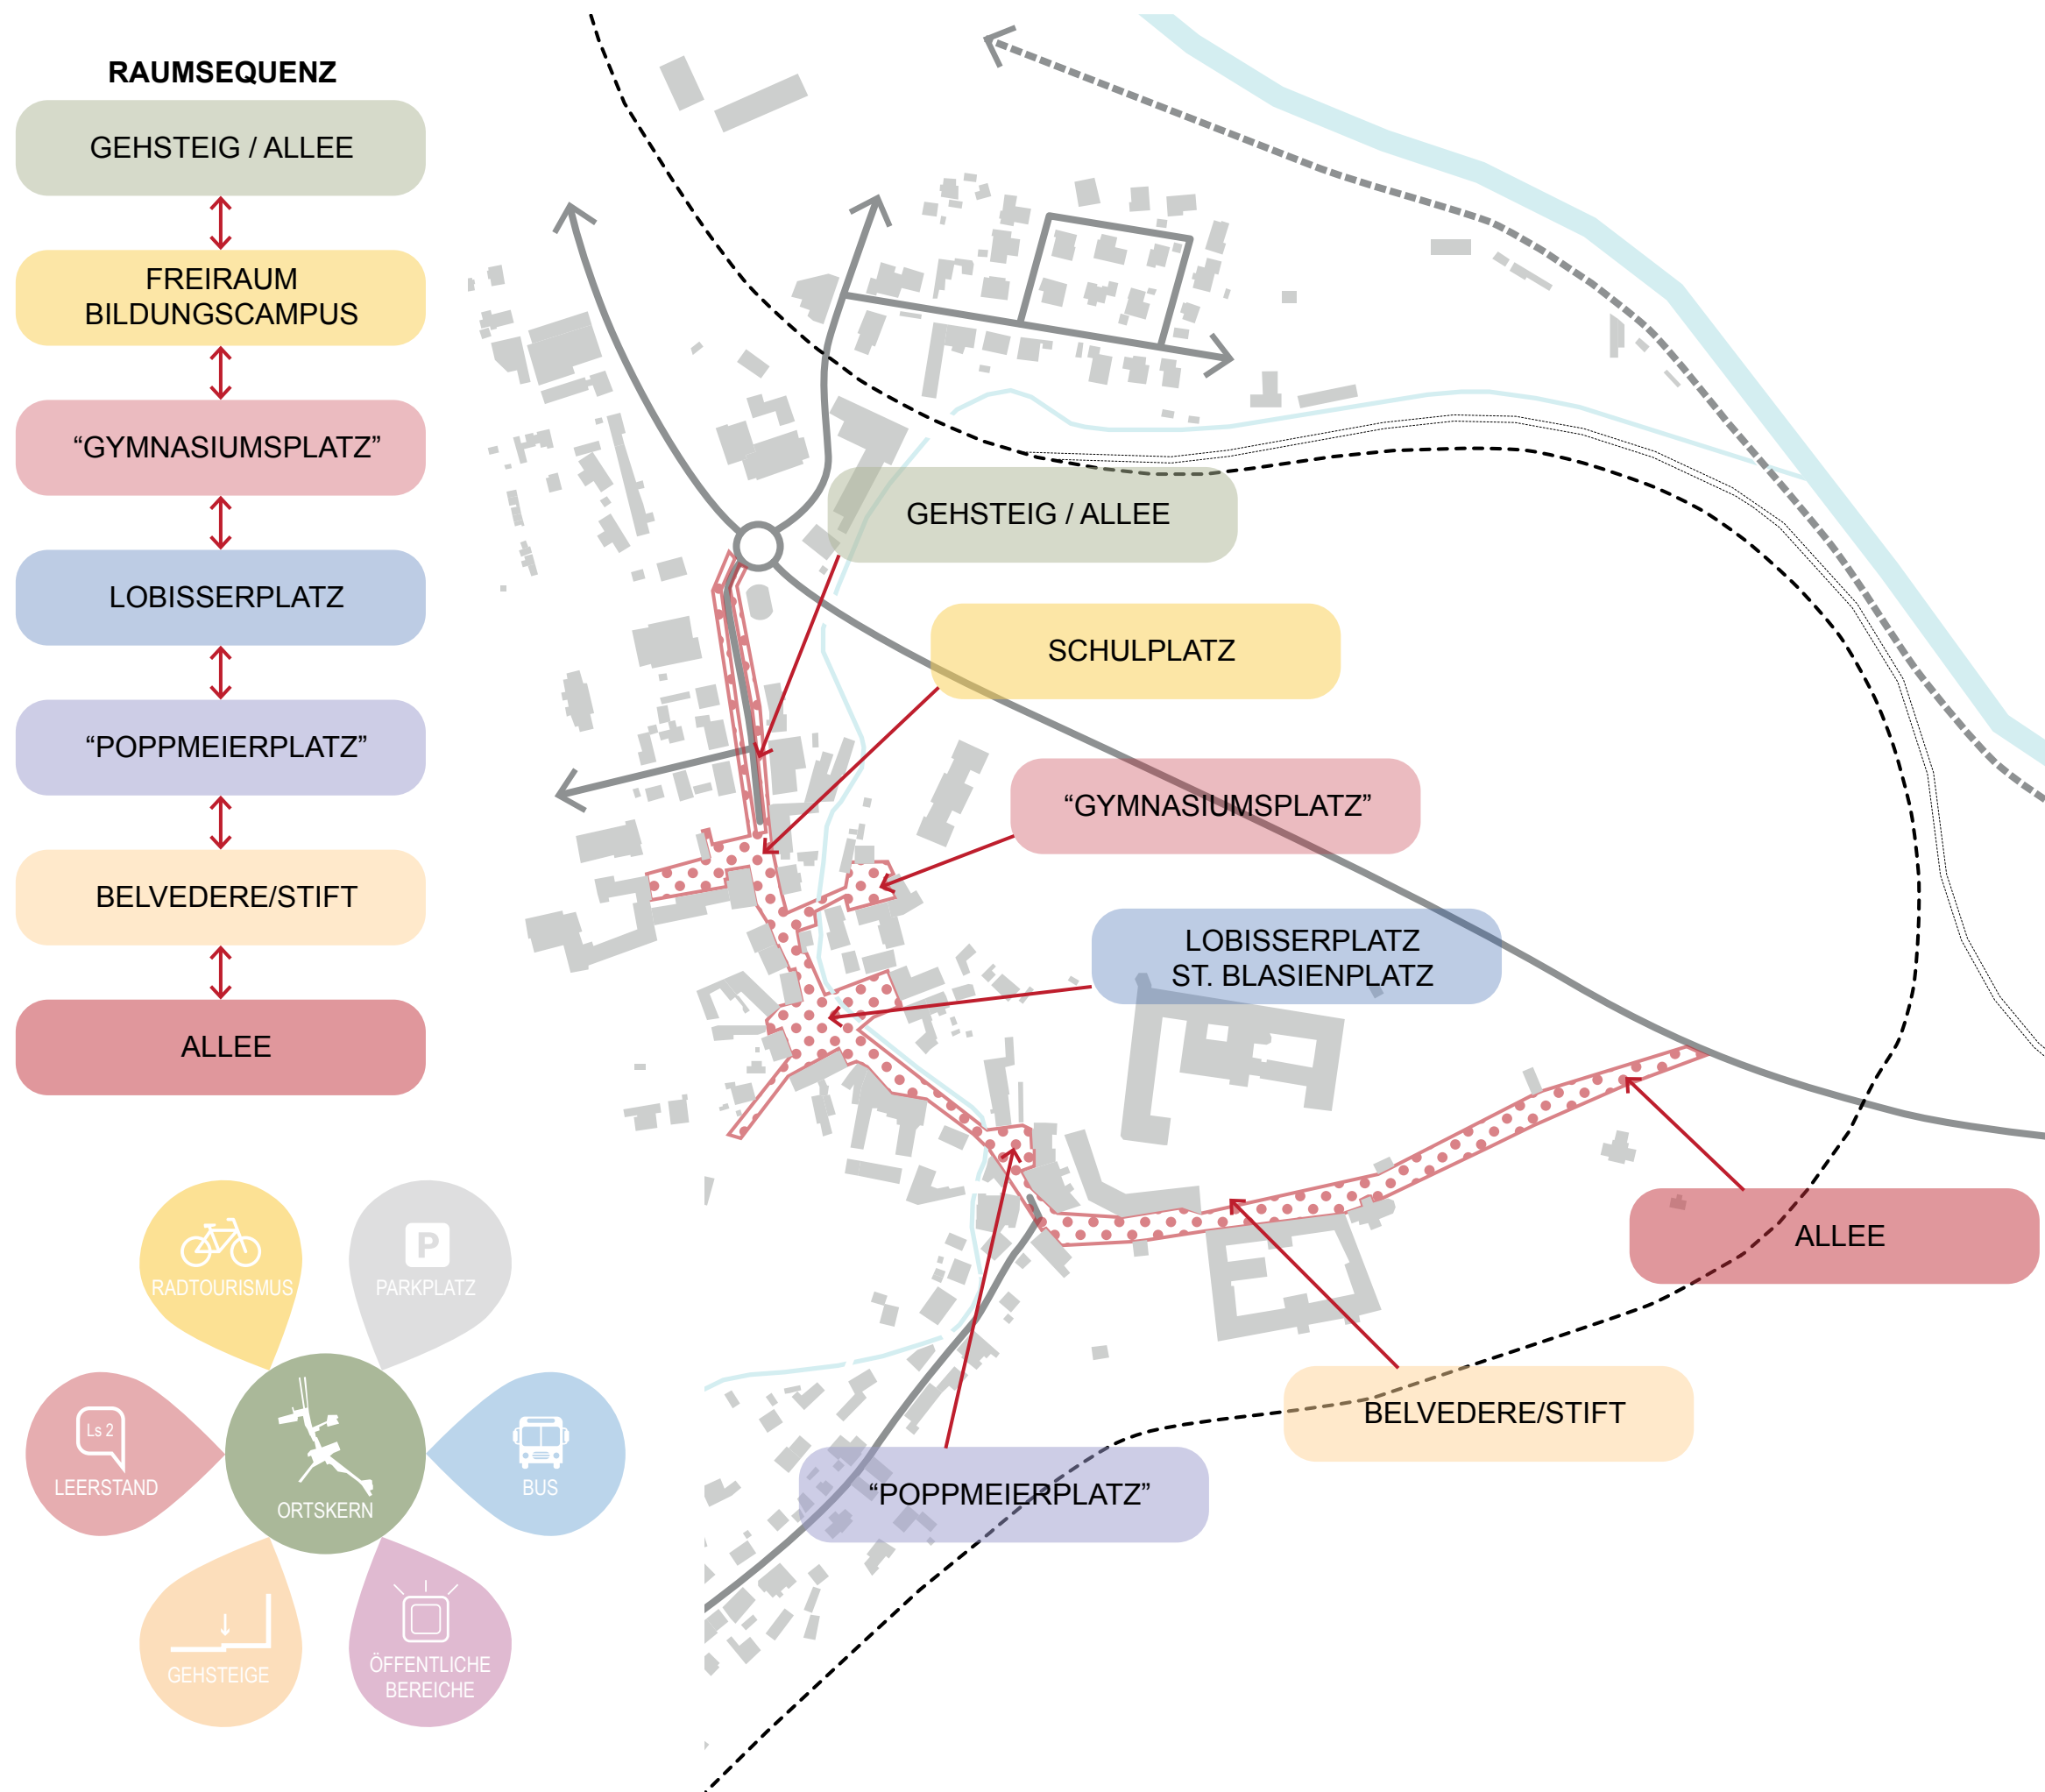 RAUMSEQUENZ
GEHSTEIG / ALLEE
FREIRAUM
BILDUNGSCAMPUS
“GYMNASIUMSPLATZ”
LOBISSERPLATZ
“POPPMEIERPLATZ”
BELVEDERE/STIFT
ALLEE
GEHSTEIG / ALLEE
SCHULPLATZ
“GYMNASIUMSPLATZ”
LOBISSERPLATZ
ST. BLASIENPLATZ
ALLEE
BELVEDERE/STIFT
“POPPMEIERPLATZ”
RADTOURISMUS
P
PARKPLATZ
Ls 2
LEERSTAND
ORTSKERN
BUS
GEHSTEIGE
ÖFFENTLICHE
BEREICHE